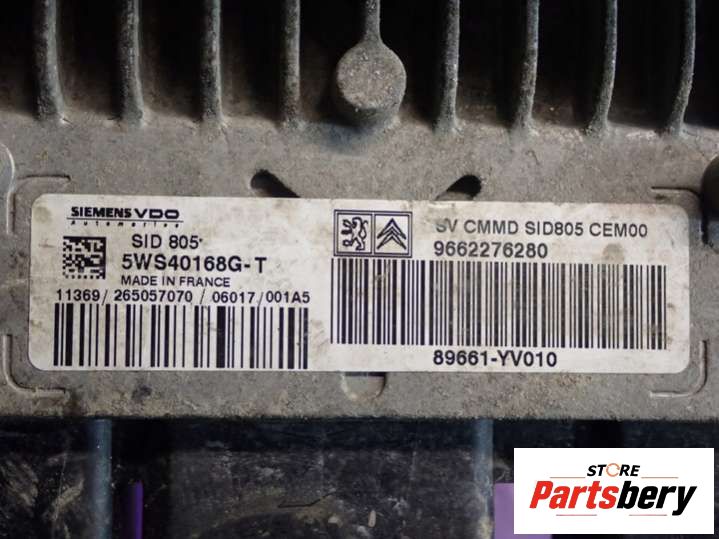 SIEMENS VDO
Automotive
SID 805
5WS40168G-T
MADE IN FRANCE
11369/265057070/06017/001A5
SV CMMD SID805 CEM00
9662276280
89661-YV010
STORE
Partsbery